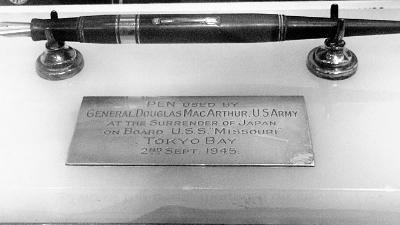 PEN USED BY
GENERAL DOUGLAS MACARTHUR, U.S ARMY
AT THE SURRENDER OF JAPAN
ON BOARD U.S.S. "MISSOURI"
TOKYO BAY
2ND SEPT. 1945.